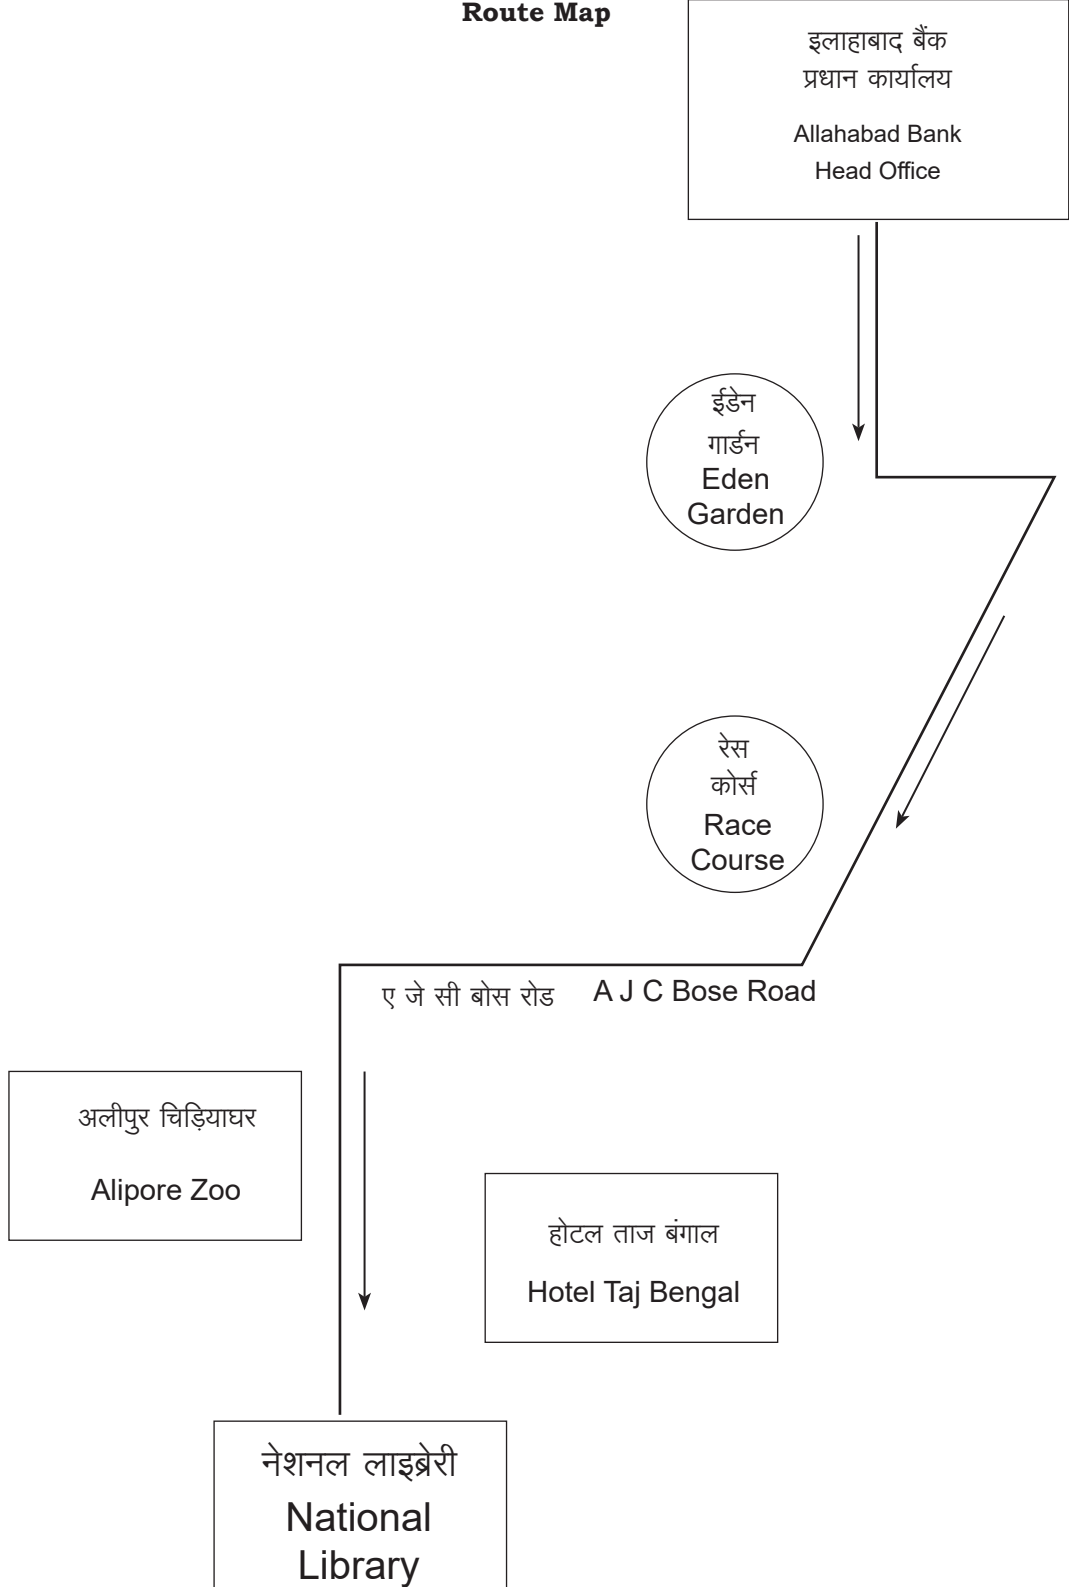 Route Map
इलाहाबाद बैंक
प्रधान कार्यालय
Allahabad Bank
Head Office
ईडेन
गार्डन
Eden
Garden
रेस
कोर्स
Race
Course
ए जे सी बोस रोड A J C Bose Road
अलीपुर चिड़ियाघर
Alipore Zoo
होटल ताज बंगाल
Hotel Taj Bengal
नेशनल लाइब्रेरी
National
Library